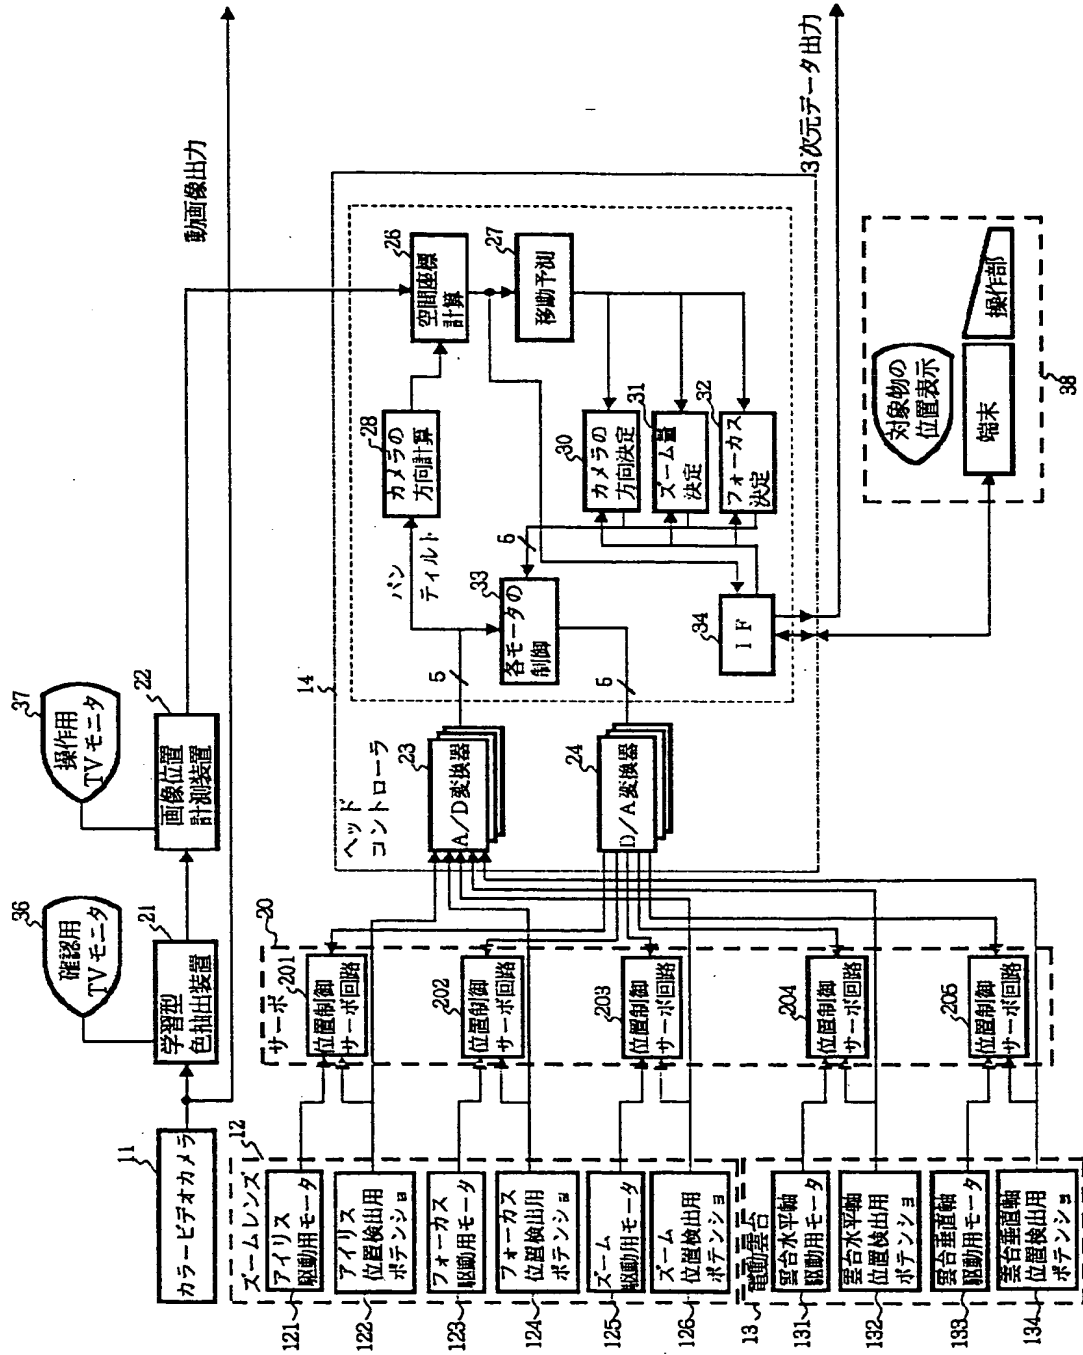 カラービデオカメラ
11
ズームレンズ
12
アイリス
駆動用モータ
121
アイリス
位置検出用
ポテンショ
122
フォーカス
駆動用モータ
123
フォーカス
位置検出用
ポテンショ
124
ズーム
駆動用モータ
125
ズーム
位置検出用
ポテンショ
126
電動雲台
13
雲台水平軸
駆動用モータ
131
雲台水平軸
位置検出用
ポテンショ
132
雲台垂直軸
駆動用モータ
133
雲台垂直軸
位置検出用
ポテンショ
134
確認用
TVモニタ
36
学習型
色抽出装置
21
サーボ
20
位置制御
サーボ回路
201
位置制御
サーボ回路
202
位置制御
サーボ回路
203
位置制御
サーボ回路
204
位置制御
サーボ回路
205
操作用
TVモニタ
37
画像位置
計測装置
22
ヘッド
コントローラ
14
A/D変換器
23
D/A変換器
24
5
5
パン
ティルト
各モータの
制御
33
5
IF
34
カメラの
方向計算
28
カメラの
方向決定
30
ズーム量
決定
31
フォーカス
決定
32
空間座標
計算
26
移動予測
27
動画像出力
3次元データ出力
対象物の
位置表示
端末
操作部
38